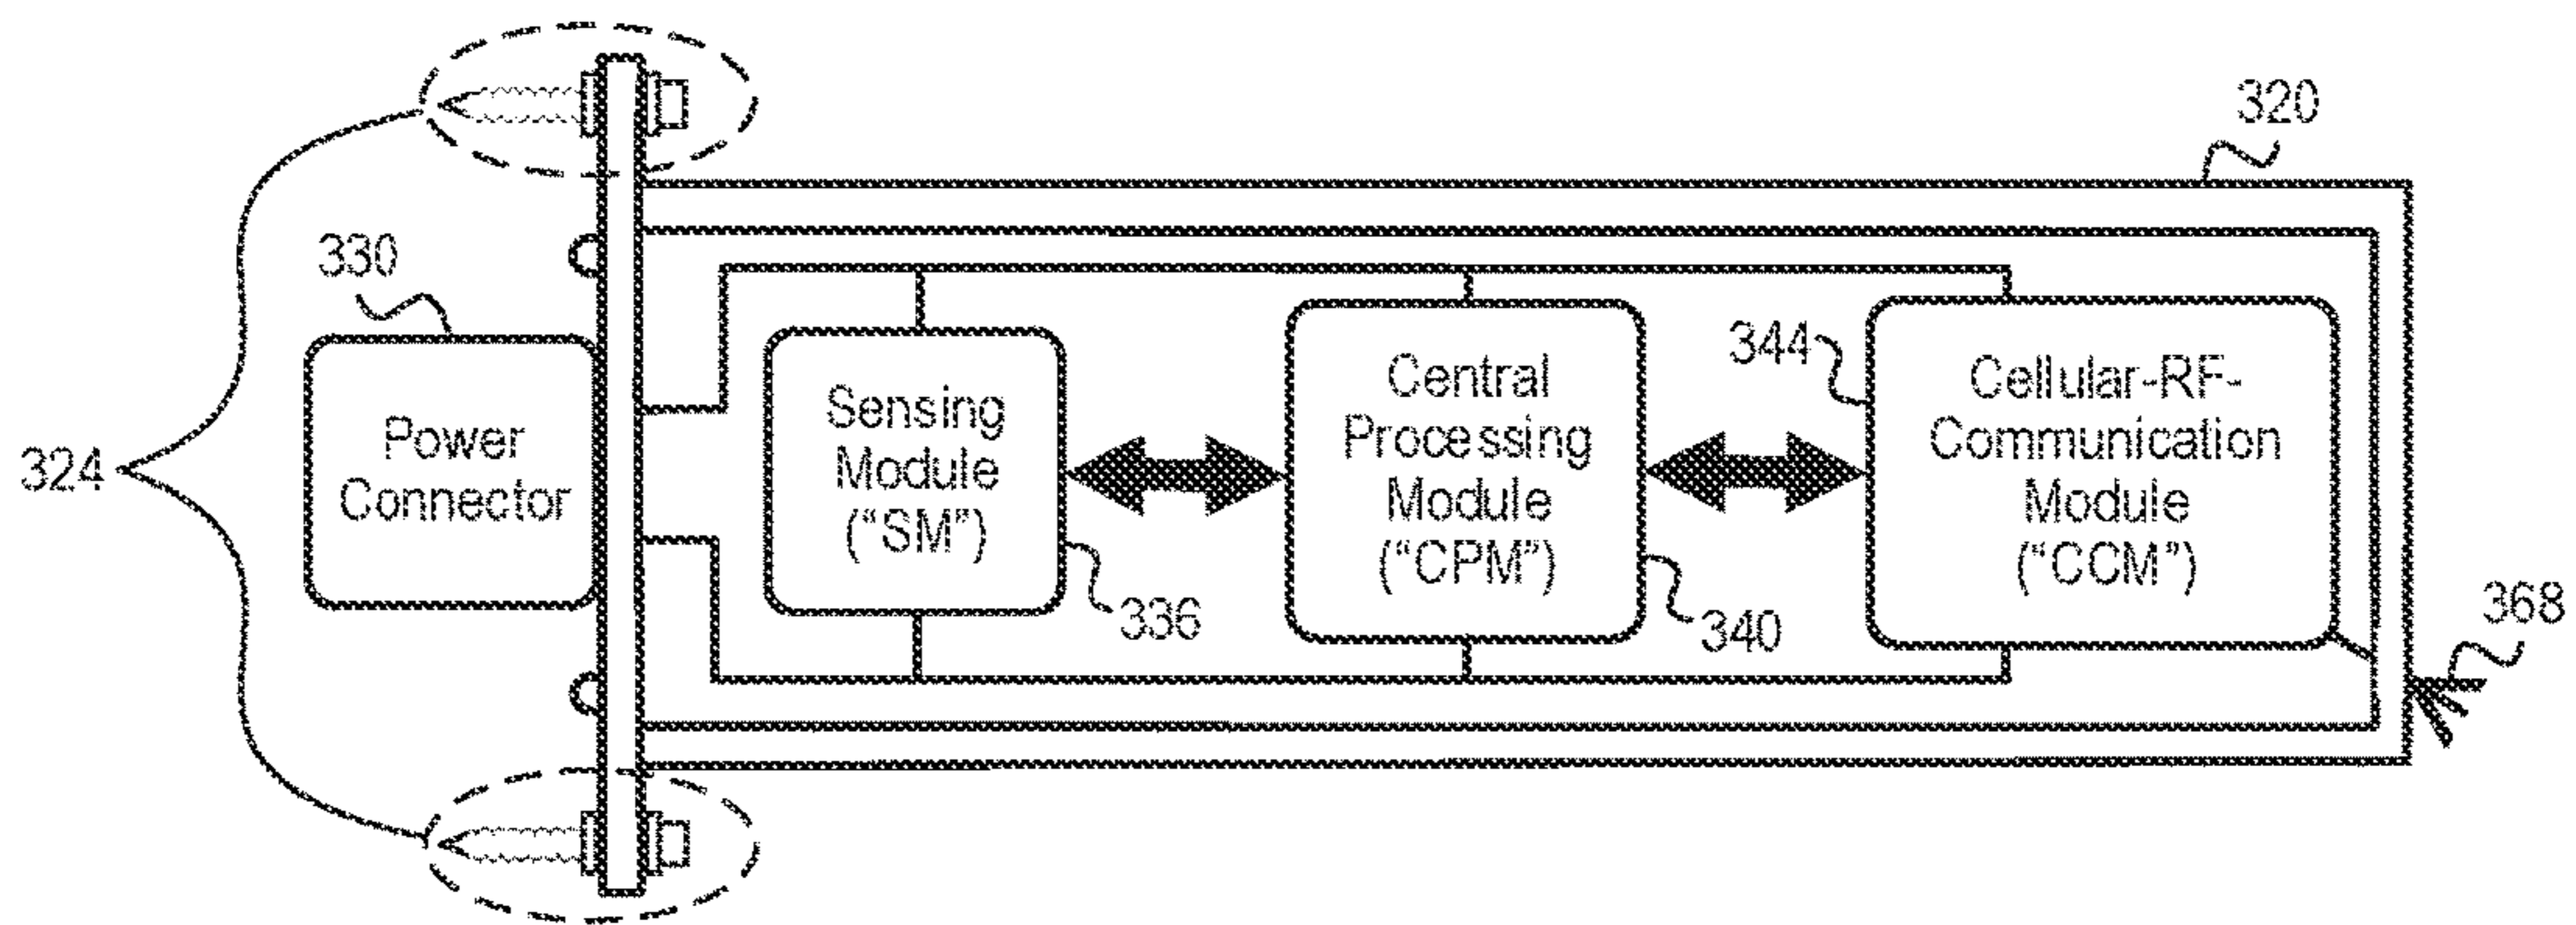 320
330
344
324
Power
Connector
Sensing
Module
("SM")
Central
Processing
Module
("CPM")
Cellular-RF-
Communication
Module
("CCM")
336
340
368